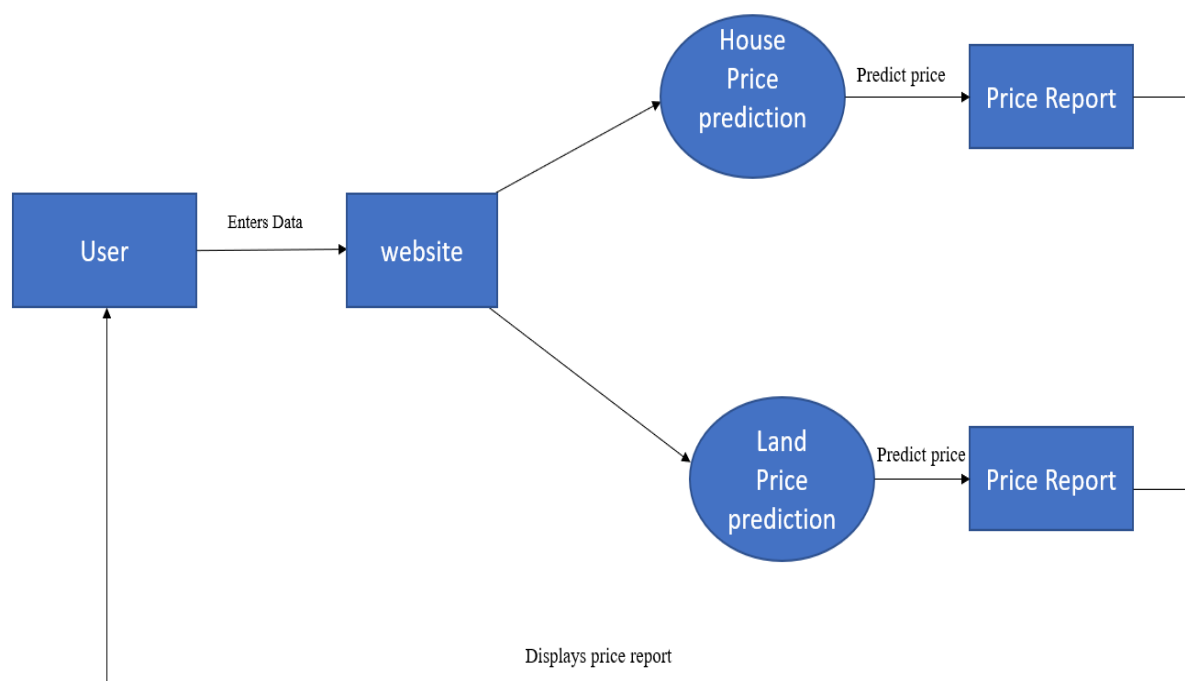 House
Price
prediction
Predict price
Price Report
User
Enters Data
website
Land
Price
prediction
Predict price
Price Report
Displays price report